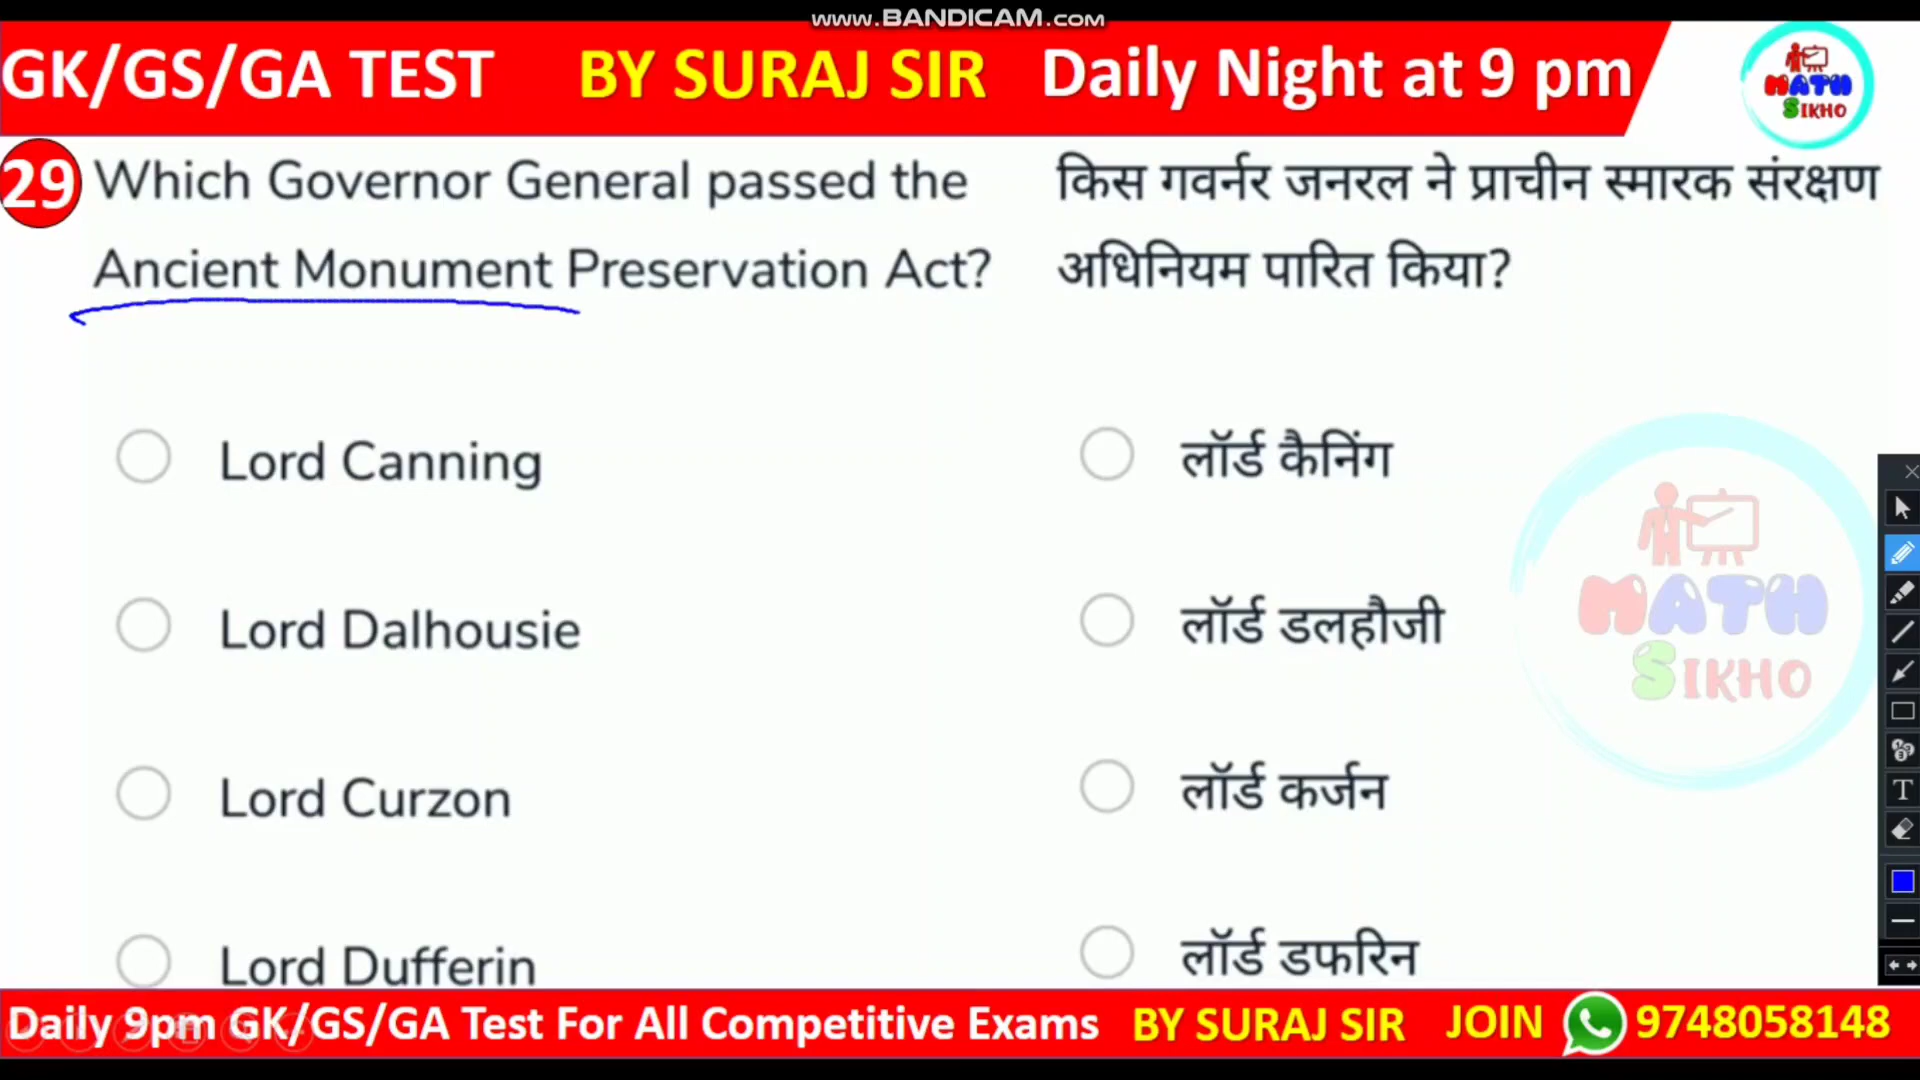 www.BANDICAM.com
GK/GS/GA TEST BY SURAJ SIR Daily Night at 9 pm
MATH
SIKHO
29 Which Governor General passed the
Ancient Monument Preservation Act?
किस गवर्नर जनरल ने प्राचीन स्मारक संरक्षण
अधिनियम पारित किया?
Lord Canning
Lord Dalhousie
Lord Curzon
Lord Dufferin
लॉर्ड कैनिंग
लॉर्ड डलहौजी
लॉर्ड कर्जन
लॉर्ड डफरिन
MATH
SIKHO
Daily 9pm GK/GS/GA Test For All Competitive Exams BY SURAJ SIR JOIN 9748058148